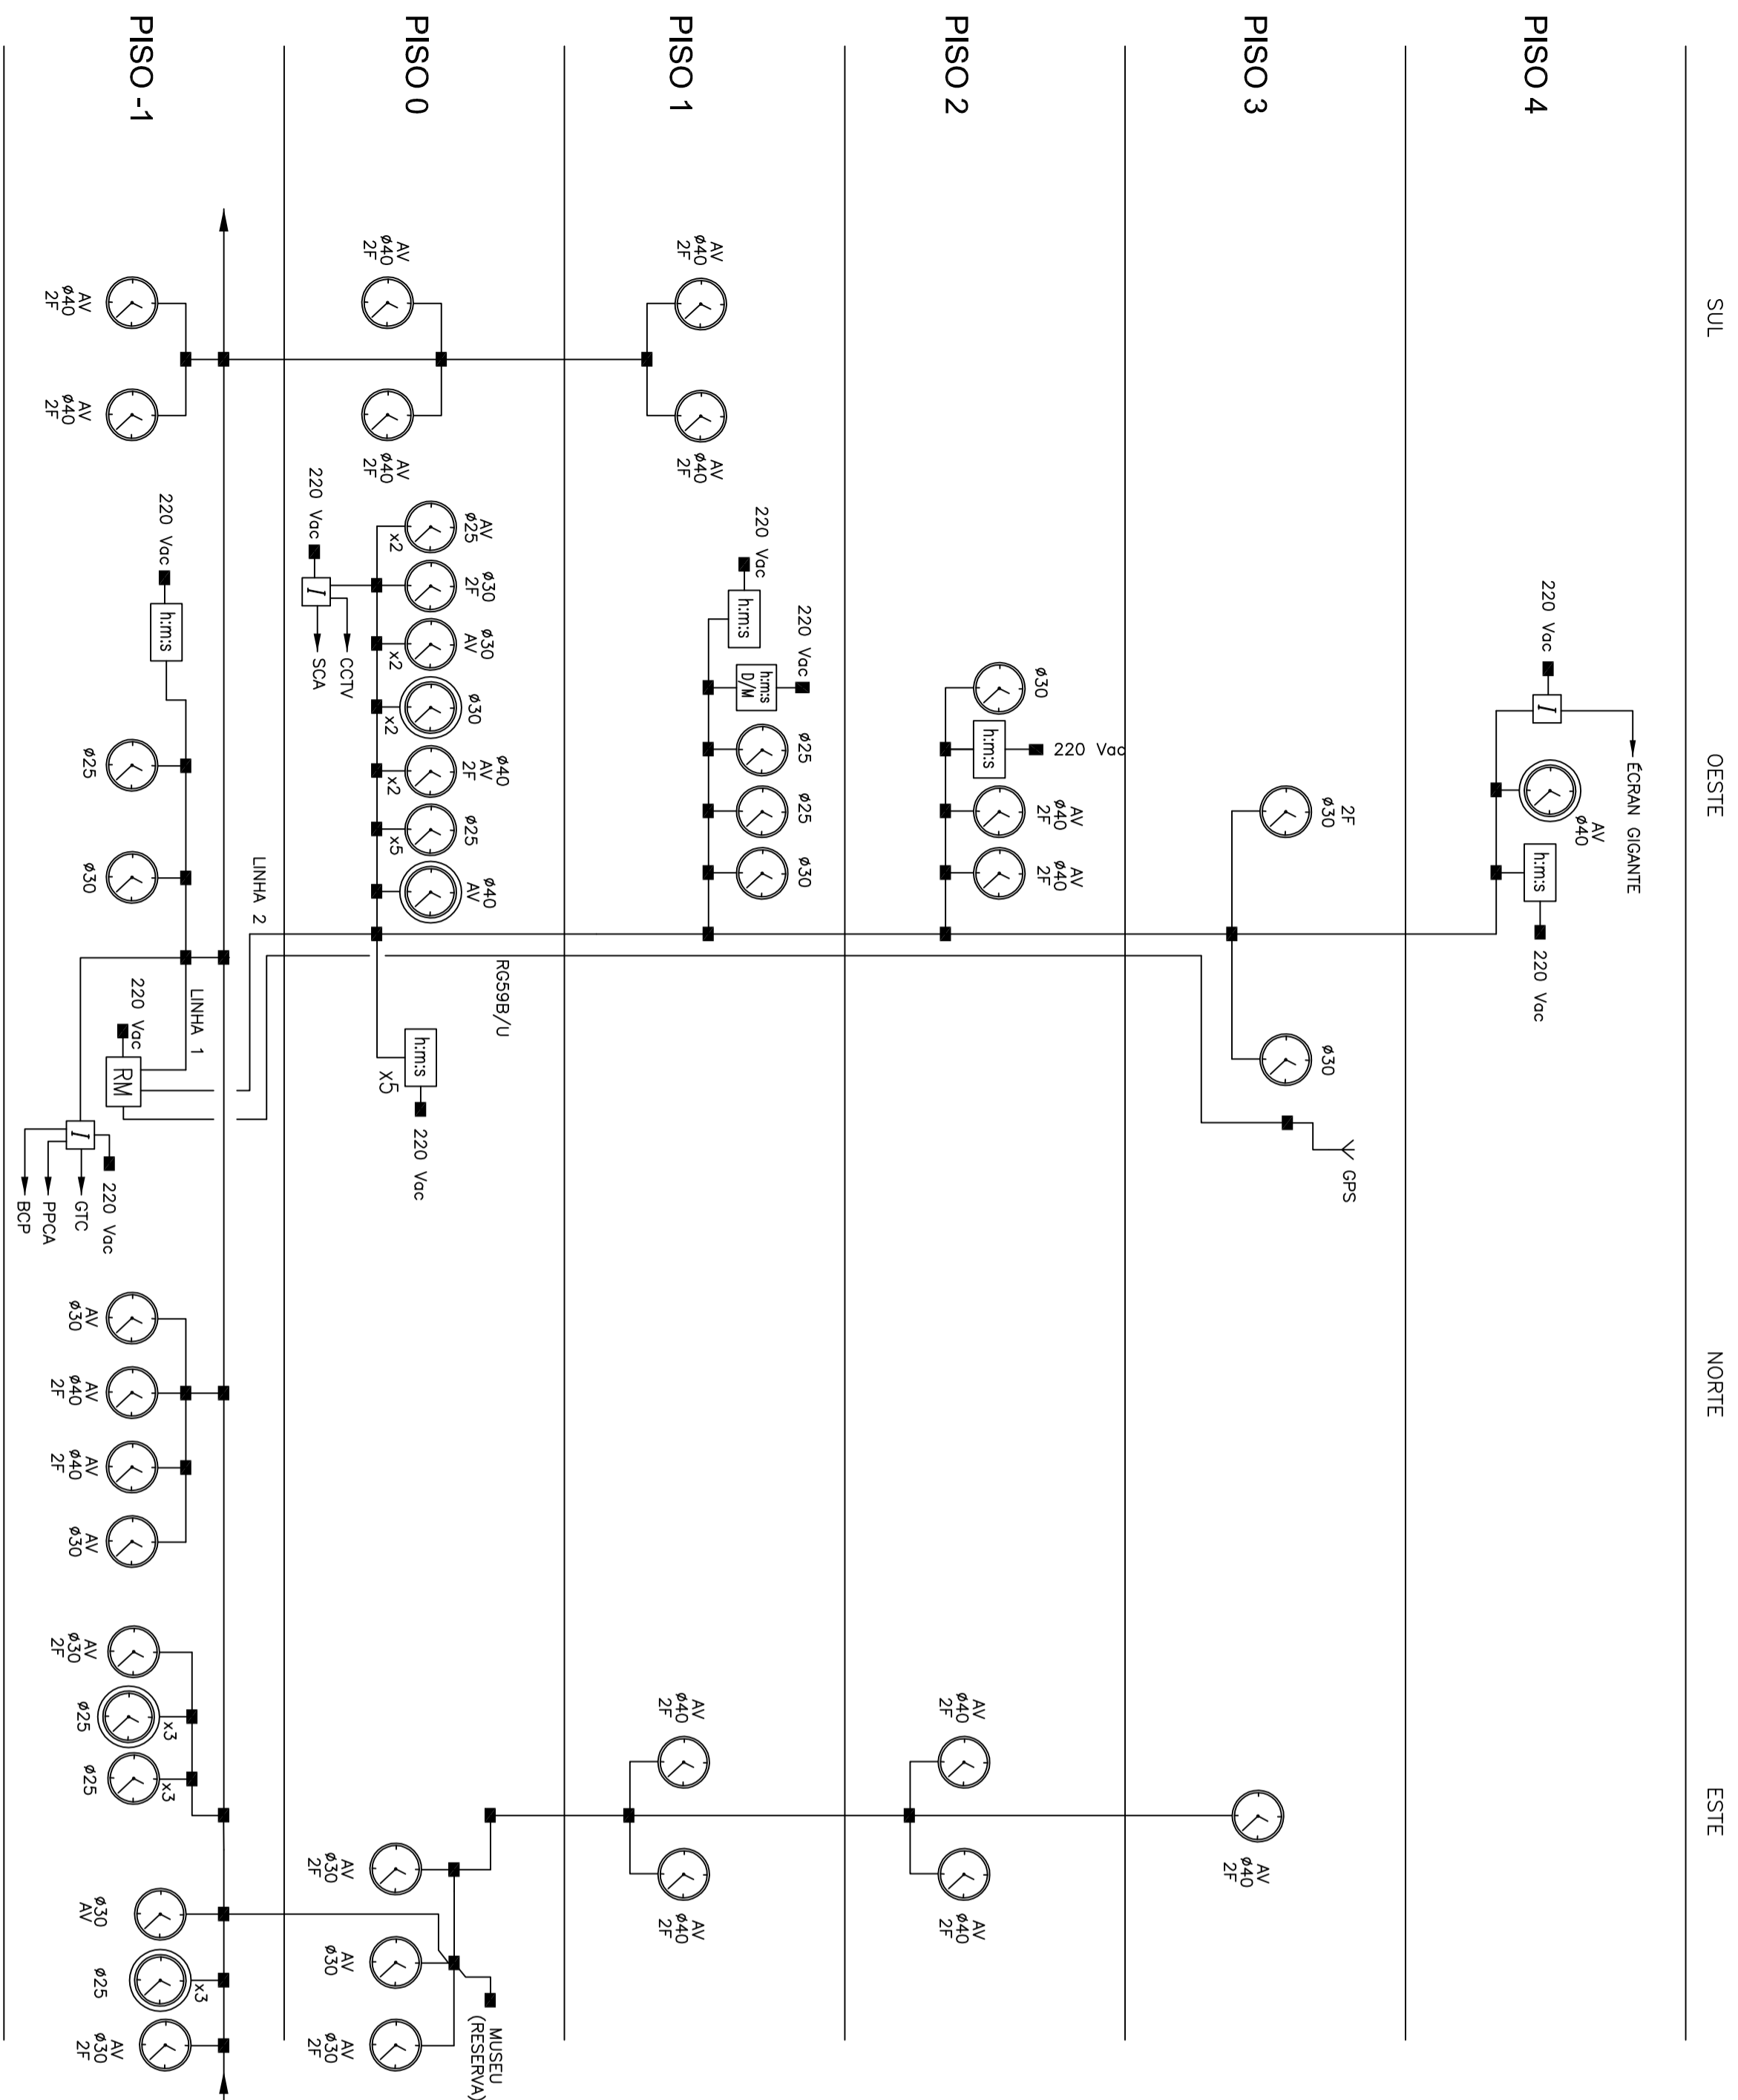 SUL
OESTE
NORTE
ESTE
PISO 4
220 Vac
I
ÉCRAN GIGANTE
AV
ø40
h:m:s
220 Vac
PISO 3
2F
ø30
ø30
GPS
AV
ø40
2F
PISO 2
ø30
h:m:s
220 Vac
AV
ø40
2F
AV
ø40
2F
AV
ø40
2F
AV
ø40
2F
PISO 1
AV
ø40
2F
AV
ø40
2F
220 Vac
h:m:s
220 Vac
h:m:s
D/M
ø25
ø25
ø30
AV
ø40
2F
AV
ø40
2F
PISO 0
AV
ø40
2F
AV
ø40
2F
AV
ø25
x2
ø30
2F
ø30
AV
x2
ø30
x2
ø40
AV
2F
x2
ø25
x5
ø40
AV
220 Vac
I
CCTV
SCA
RG59B/U
h:m:s
X5
220 Vac
AV
ø30
2F
AV
ø30
AV
ø30
2F
MUSEU
(RESERVA)
PISO -1
AV
ø40
2F
AV
ø40
2F
220 Vac
h:m:s
ø25
ø30
LINHA 2
LINHA 1
220 Vac
RM
I
220 Vac
GTC
PPCA
BCP
AV
ø30
AV
ø40
2F
AV
ø40
2F
AV
ø30
AV
ø30
2F
x3
ø25
x3
ø25
ø30
AV
x3
ø25
AV
ø30
2F